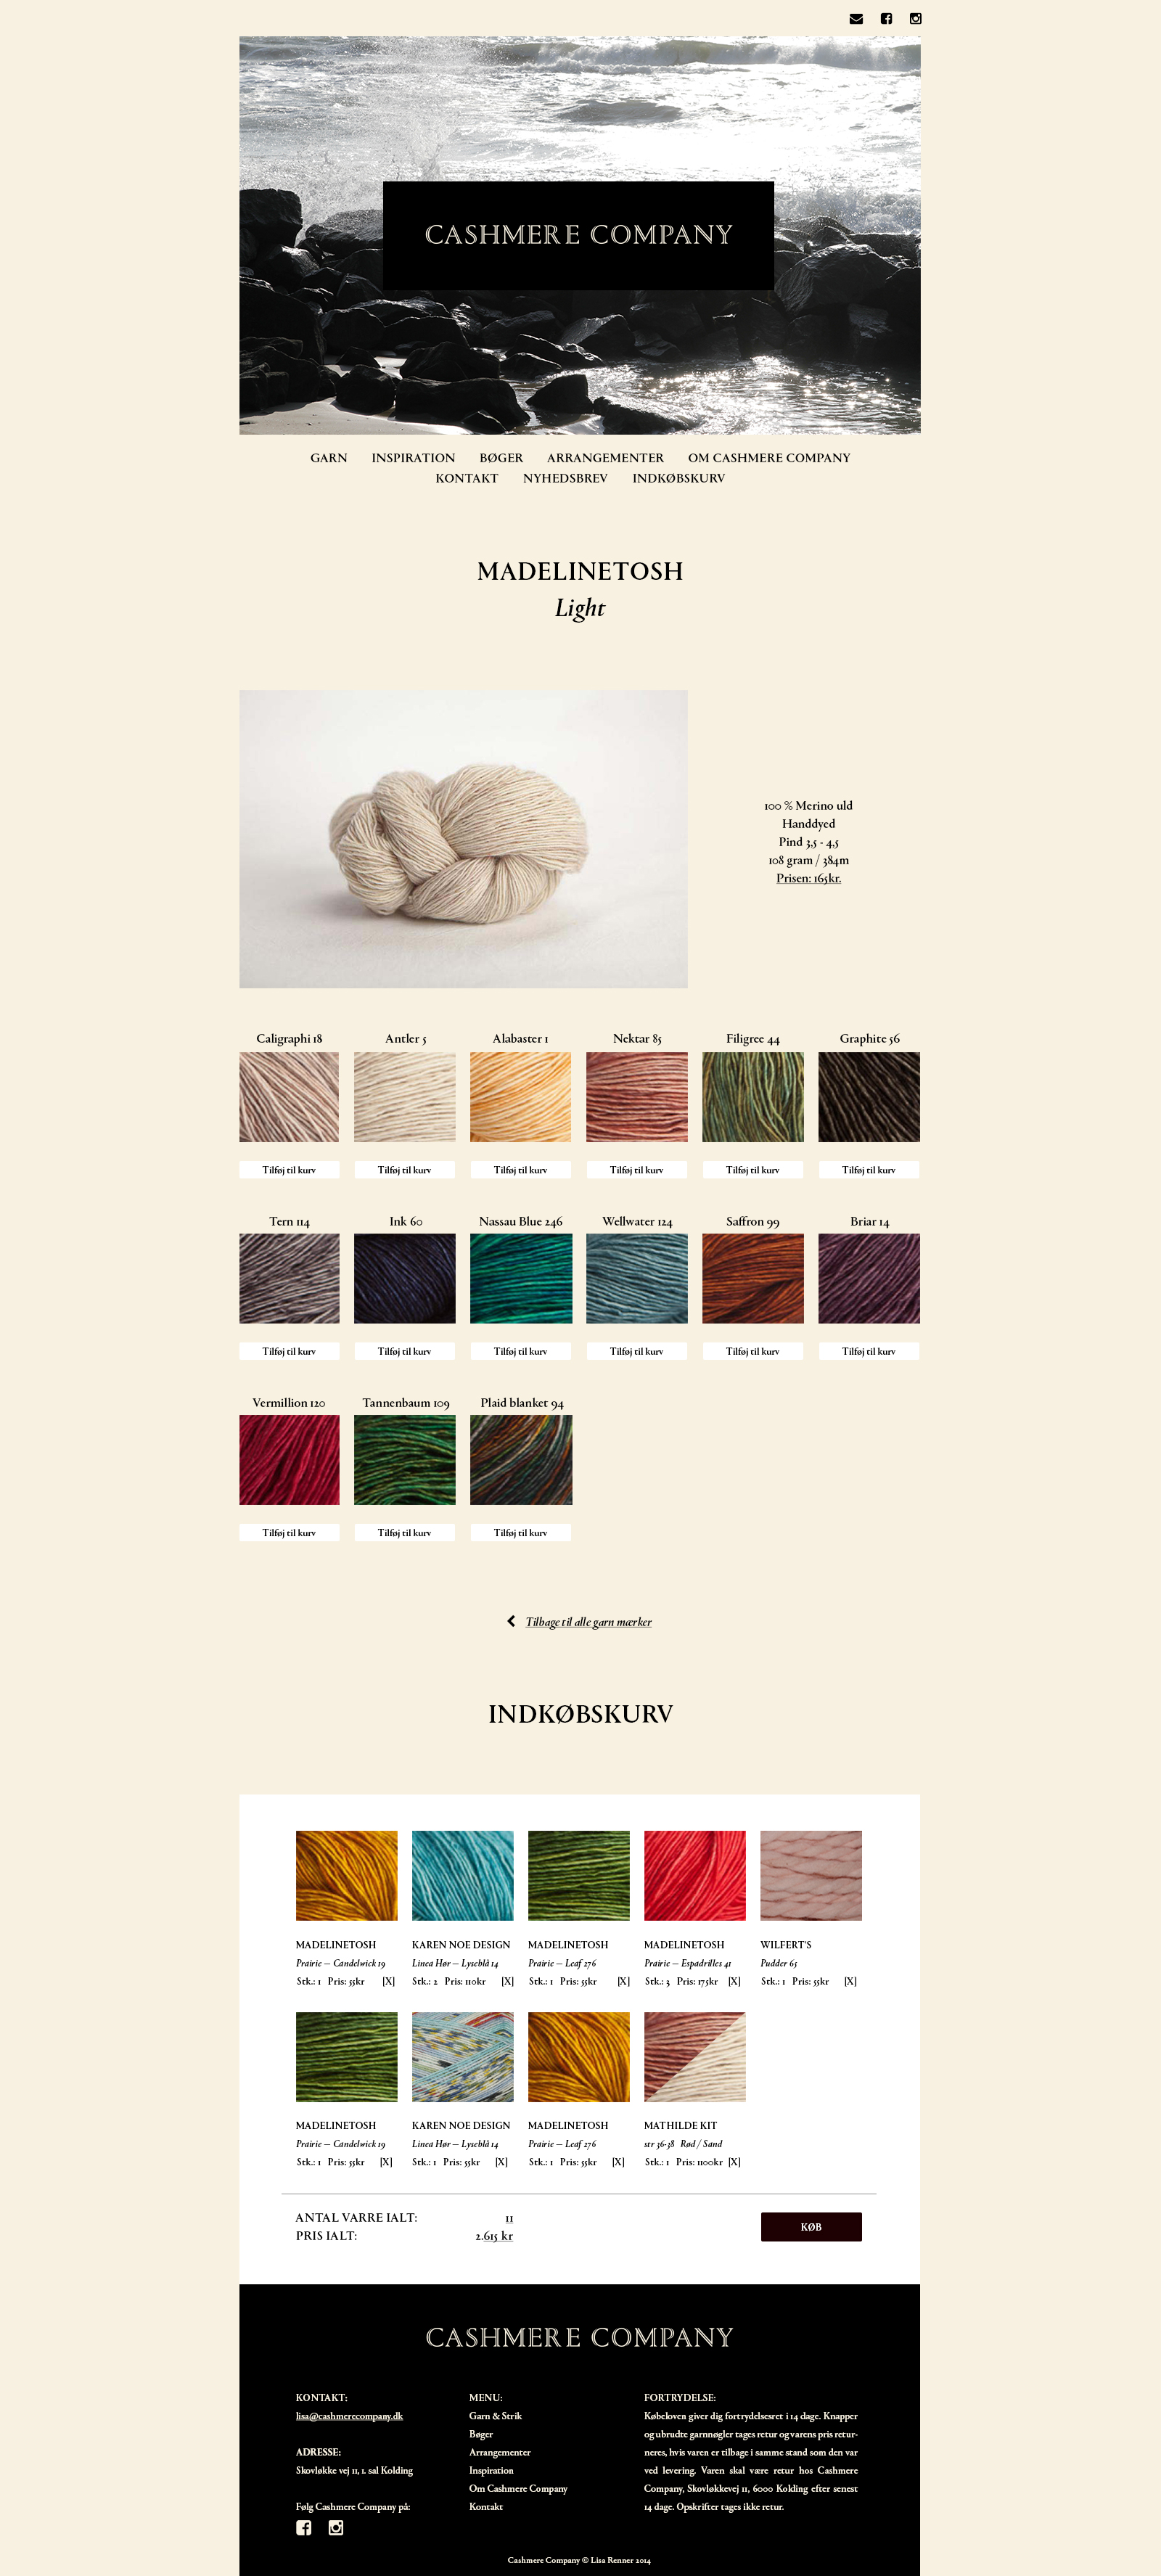 CASHMERE COMPANY
GARN INSPIRATION BØGER ARRANGEMENTER OM CASHMERE COMPANY
KONTAKT NYHEDSBREV INDKØBSKURV
MADELINETOSH
Light
100 % Merino uld
Handdyed
Pind 3,5 - 4,5
108 gram / 384m
Prisen: 165kr.
Caligraphi 18 Antler 5 Alabaster 1 Nektar 85 Filigree 44 Graphite 56
Tilføj til kurv Tilføj til kurv Tilføj til kurv Tilføj til kurv Tilføj til kurv Tilføj til kurv
Tern 114 Ink 60 Nassau Blue 246 Wellwater 124 Saffron 99 Briar 14
Tilføj til kurv Tilføj til kurv Tilføj til kurv Tilføj til kurv Tilføj til kurv Tilføj til kurv
Vermillion 120 Tannenbaum 109 Plaid blanket 94
Tilføj til kurv Tilføj til kurv Tilføj til kurv
Tilbage til alle garn mærker
INDKØBSKURV
MADELINETOSH KAREN NOE DESIGN MADELINETOSH MADELINETOSH WILFERT'S
Prairie – Candelwick 19 Linea Hør – Lyseblå 14 Prairie – Leaf 276 Prairie – Espadrilles 41 Pudder 65
Stk.: 1 Pris: 55kr [X] Stk.: 2 Pris: 110kr [X] Stk.: 1 Pris: 55kr [X] Stk.: 3 Pris: 175kr [X] Stk.: 1 Pris: 55kr [X]
MADELINETOSH KAREN NOE DESIGN MADELINETOSH MATHILDE KIT
Prairie – Candelwick 19 Linea Hør – Lyseblå 14 Prairie – Leaf 276 str 36-38 Rød / Sand
Stk.: 1 Pris: 55kr [X] Stk.: 1 Pris: 55kr [X] Stk.: 1 Pris: 55kr [X] Stk.: 1 Pris: 1100kr [X]
ANTAL VARRE IALT: 11
PRIS IALT: 2.615 kr
KØB
CASHMERE COMPANY
KONTAKT:
lisa@cashmerecompany.dk
ADRESSE:
Skovløkke vej 11, 1. sal Kolding
Følg Cashmere Company på:
MENU:
Garn & Strik
Bøger
Arrangementer
Inspiration
Om Cashmere Company
Kontakt
FORTRYDELSE:
Købeloven giver dig fortrydelsesret i 14 dage. Knapper
og ubrudte garnnøgler tages retur og varens pris retur-
neres, hvis varen er tilbage i samme stand som den var
ved levering. Varen skal være retur hos Cashmere
Company, Skovløkkevej 11, 6000 Kolding efter senest
14 dage. Opskrifter tages ikke retur.
Cashmere Company © Lisa Renner 2014